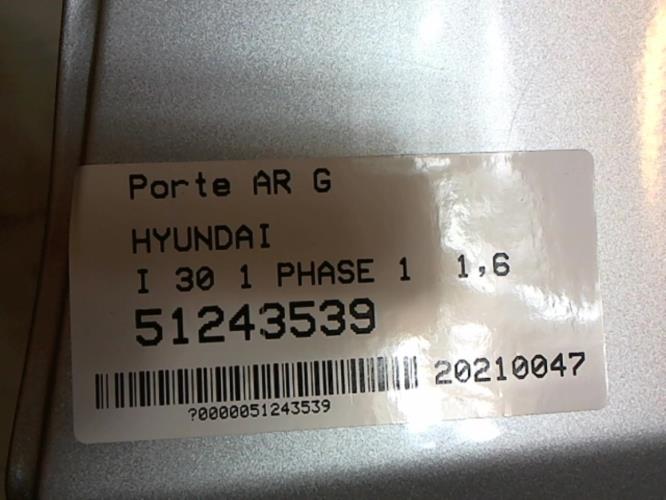 Porte AR G
HYUNDAI
I 30 1 PHASE 1 1,6
51243539
20210047
?0000051243539